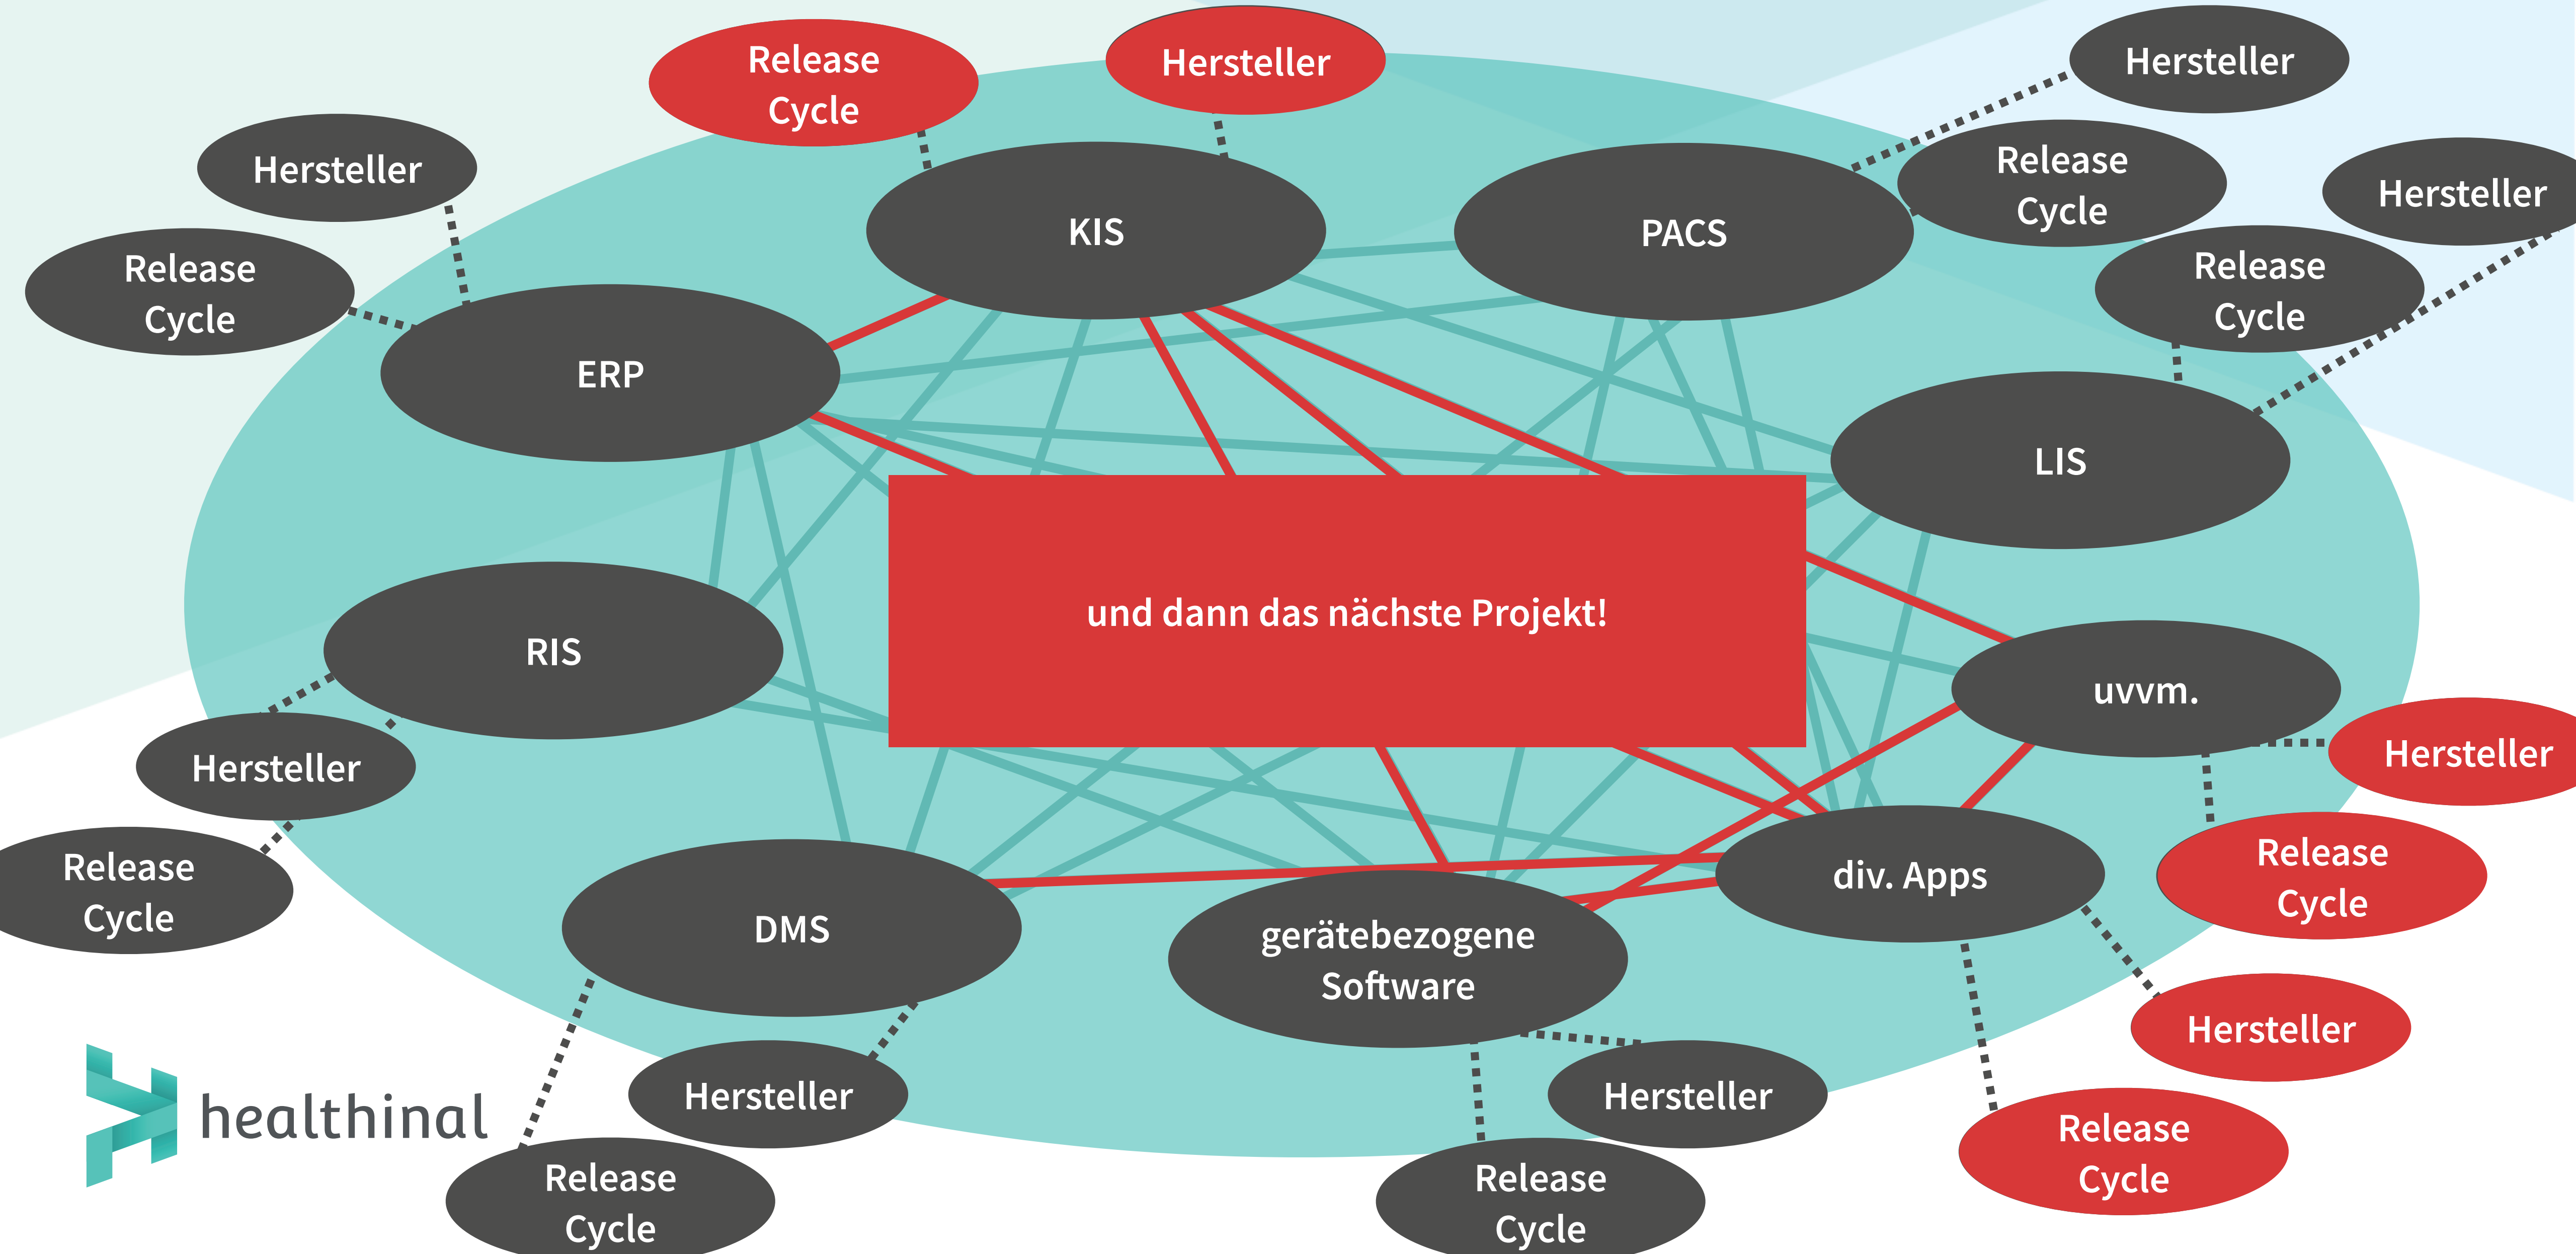 Release
Cycle
Hersteller
Hersteller
Hersteller
Release
Cycle
Hersteller
Release
Cycle
KIS
PACS
Hersteller
Release
Cycle
ERP
LIS
und dann das nächste Projekt!
RIS
uvvm.
Hersteller
Hersteller
Release
Cycle
div. Apps
Release
Cycle
DMS
gerätebezogene
Software
Hersteller
healthinal
Hersteller
Hersteller
Release
Cycle
Release
Cycle
Release
Cycle